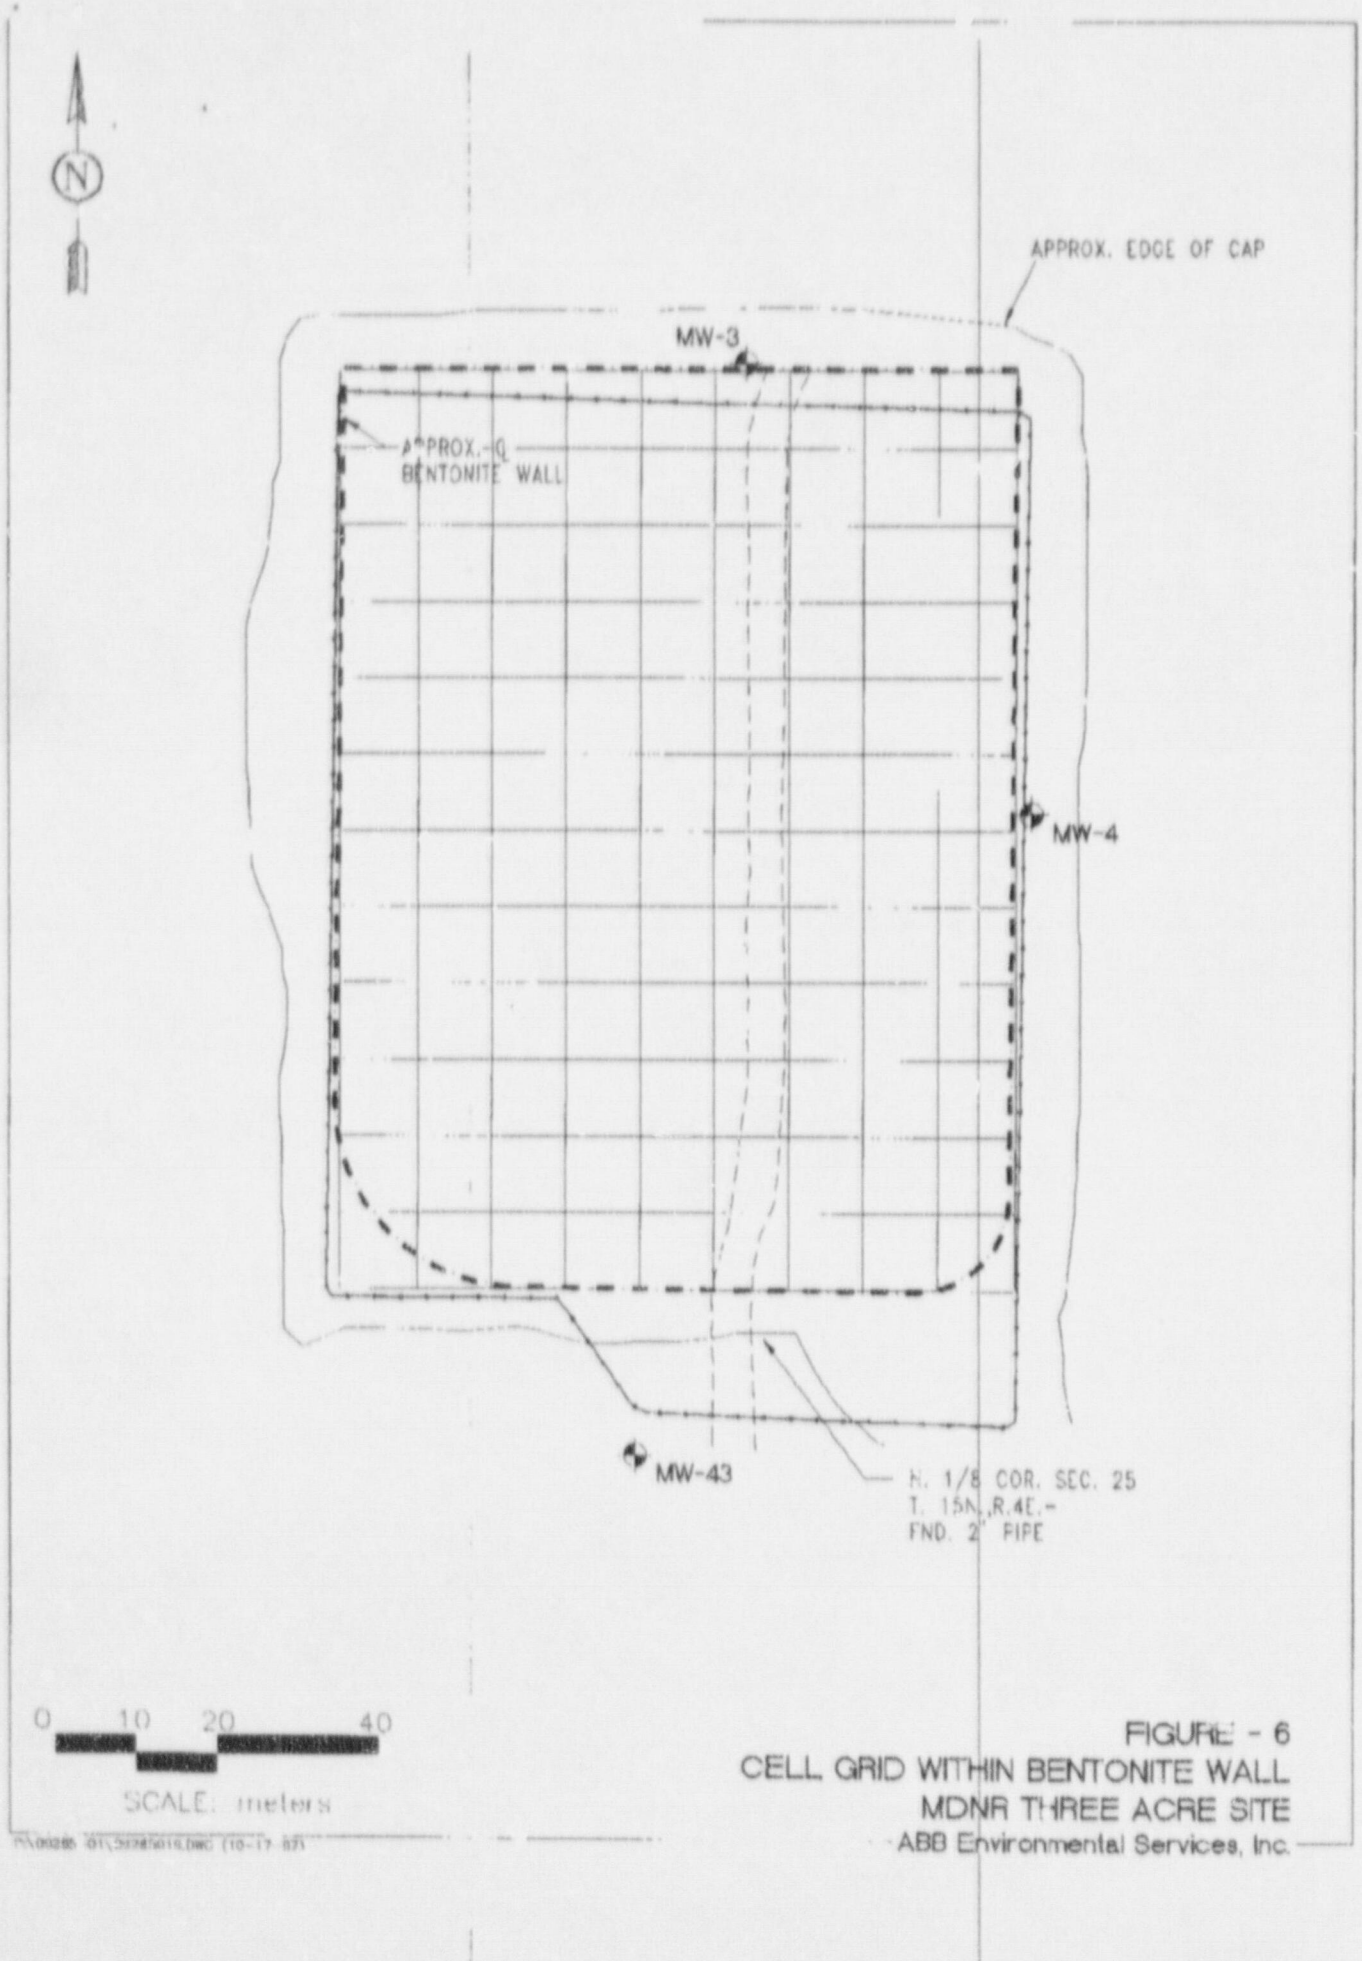 N
APPROX. EDGE OF CAP
MW-3
APPROX.
BENTONITE WALL
MW-4
MW-43
N. 1/8 COR. SEC. 25
T. 15N.,R.4E.-
FND. 2" PIPE
0 10 20 40
SCALE: meters
FIGURE - 6
CELL GRID WITHIN BENTONITE WALL
MDNR THREE ACRE SITE
ABB Environmental Services, Inc.